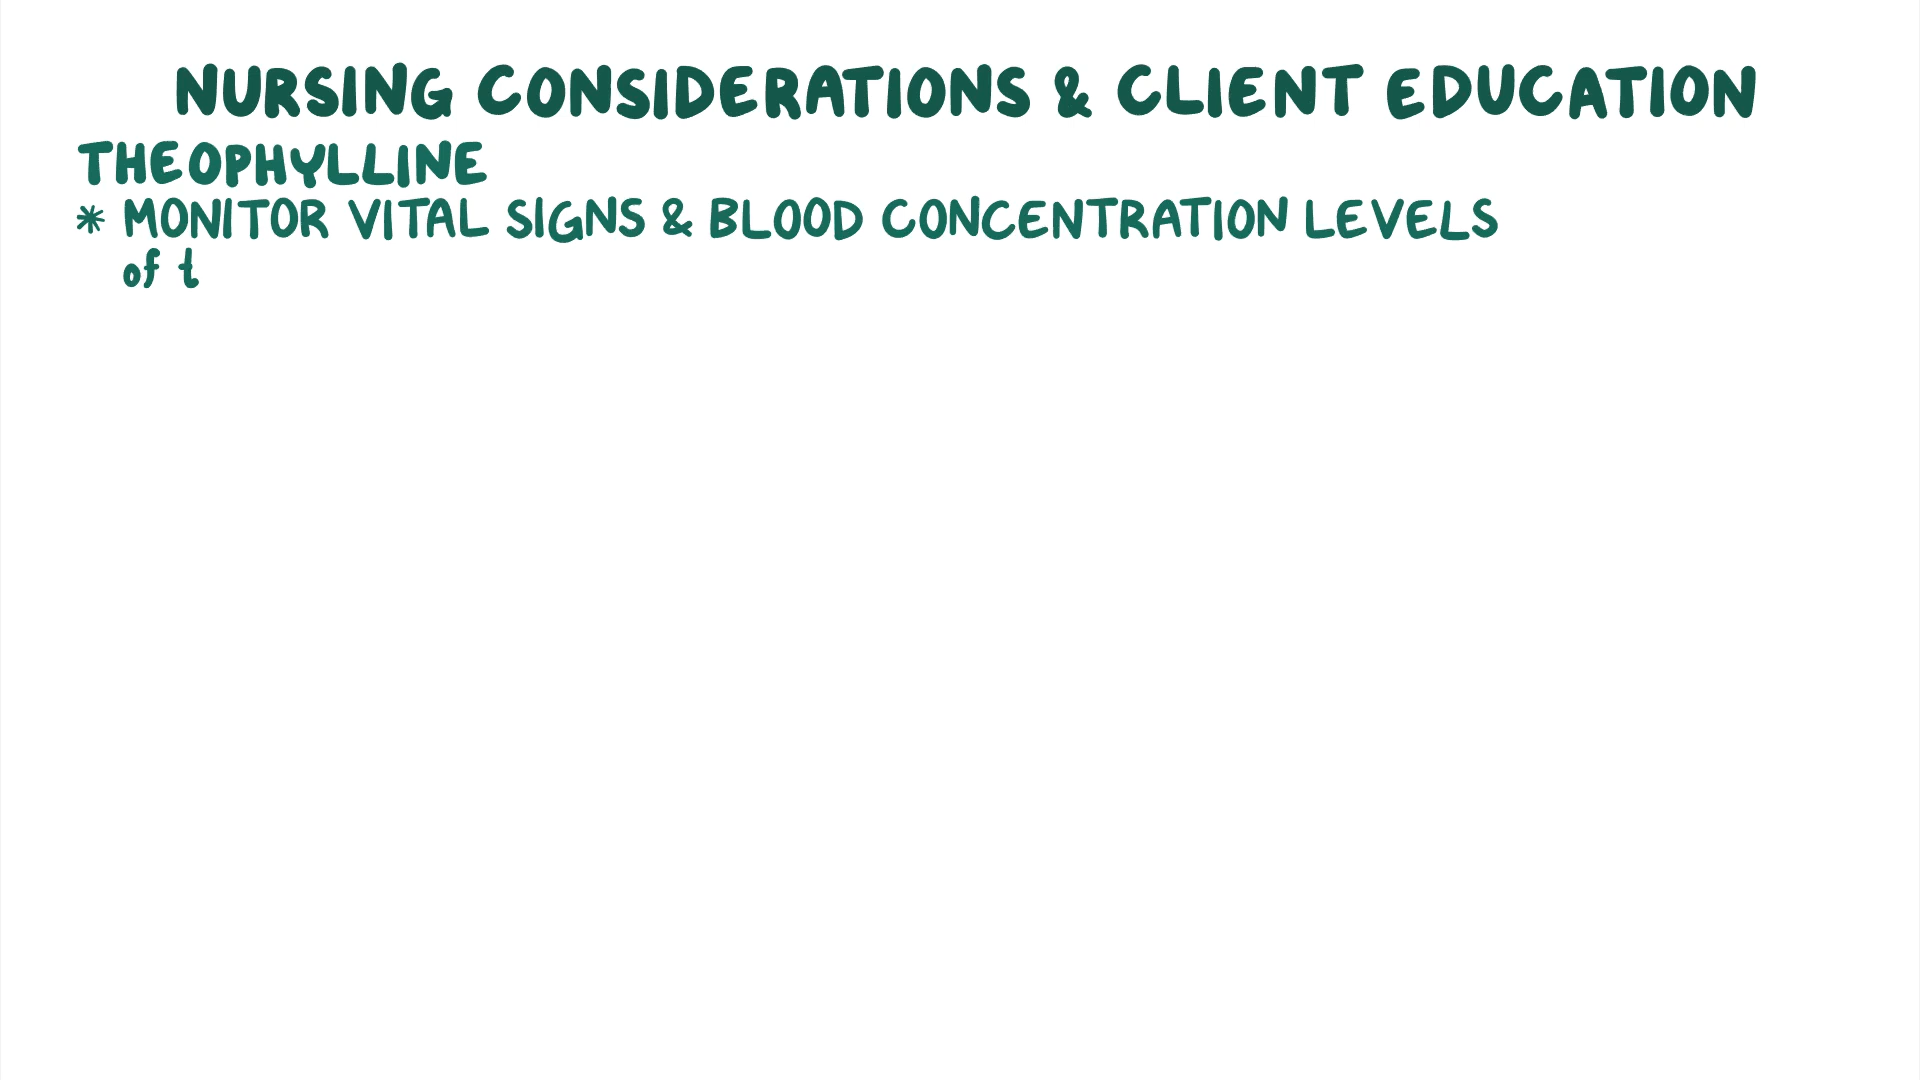 NURSING CONSIDERATIONS & CLIENT EDUCATION
THEOPHYLLINE
* MONITOR VITAL SIGNS & BLOOD CONCENTRATION LEVELS
of t